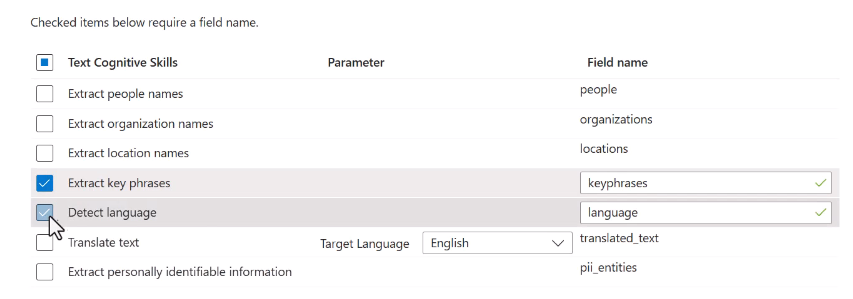 Checked items below require a field name.
Text Cognitive Skills Parameter Field name
Extract people names people
Extract organization names organizations
Extract location names locations
Extract key phrases keyphrases
Detect language language
Translate text Target Language English translated_text
Extract personally identifiable information pii_entities